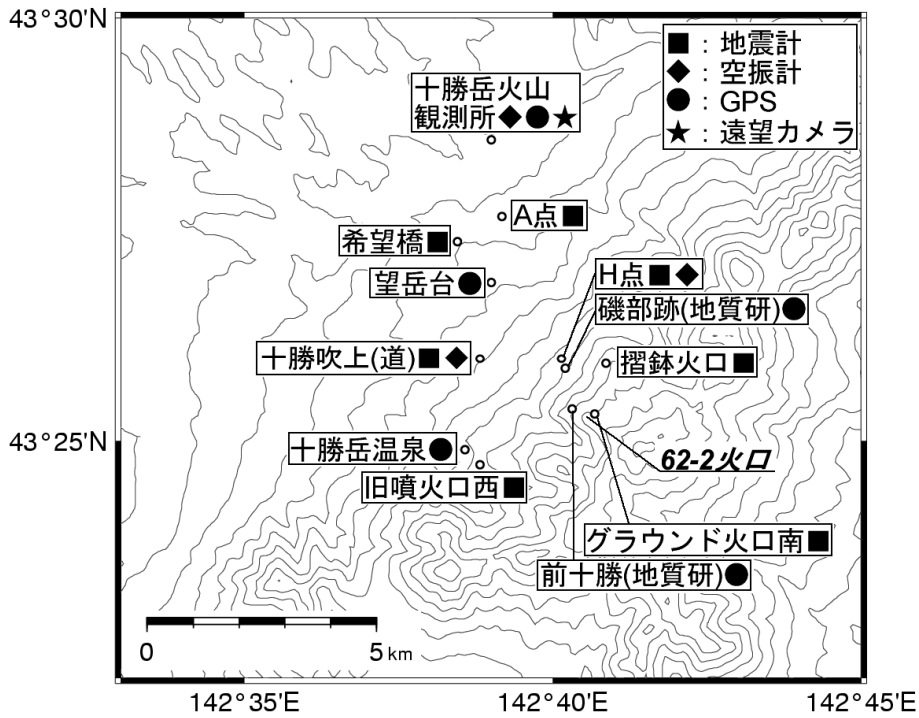 43°30'N
■：地震計
◆：空振計
●：GPS
★：遠望カメラ
十勝岳火山
観測所◆●★
A点■
希望橋■
望岳台●
H点■◆
磯部跡(地質研)●
十勝吹上(道)■◆
摺鉢火口■
43°25'N
十勝岳温泉●
62-2火口
旧噴火口西■
グラウンド火口南■
前十勝(地質研)●
0 5 km
142°35'E 142°40'E 142°45'E